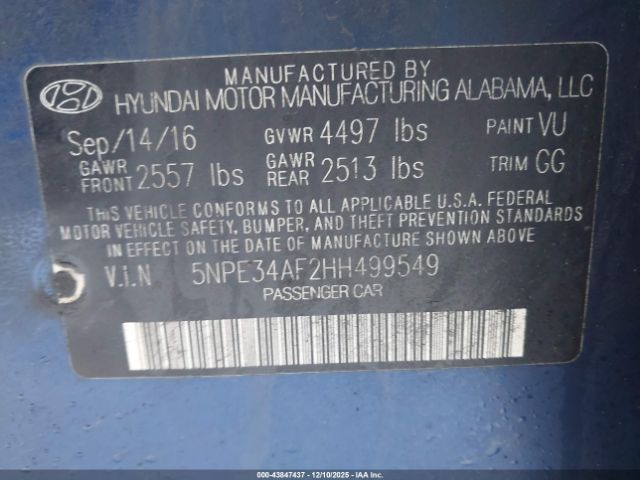 MANUFACTURED BY
HYUNDAI MOTOR MANUFACTURING ALABAMA, LLC
Sep/14/16 GVWR 4497 lbs PAINT VU
GAWR FRONT 2557 lbs GAWR REAR 2513 lbs TRIM GG
THIS VEHICLE CONFORMS TO ALL APPLICABLE U.S.A. FEDERAL
MOTOR VEHICLE SAFETY, BUMPER, AND THEFT PREVENTION STANDARDS
IN EFFECT ON THE DATE OF MANUFACTURE SHOWN ABOVE
V.i.N 5NPE34AF2HH499549
PASSENGER CAR
000-43847437 - 12/10/2025 - © IAA, LLC